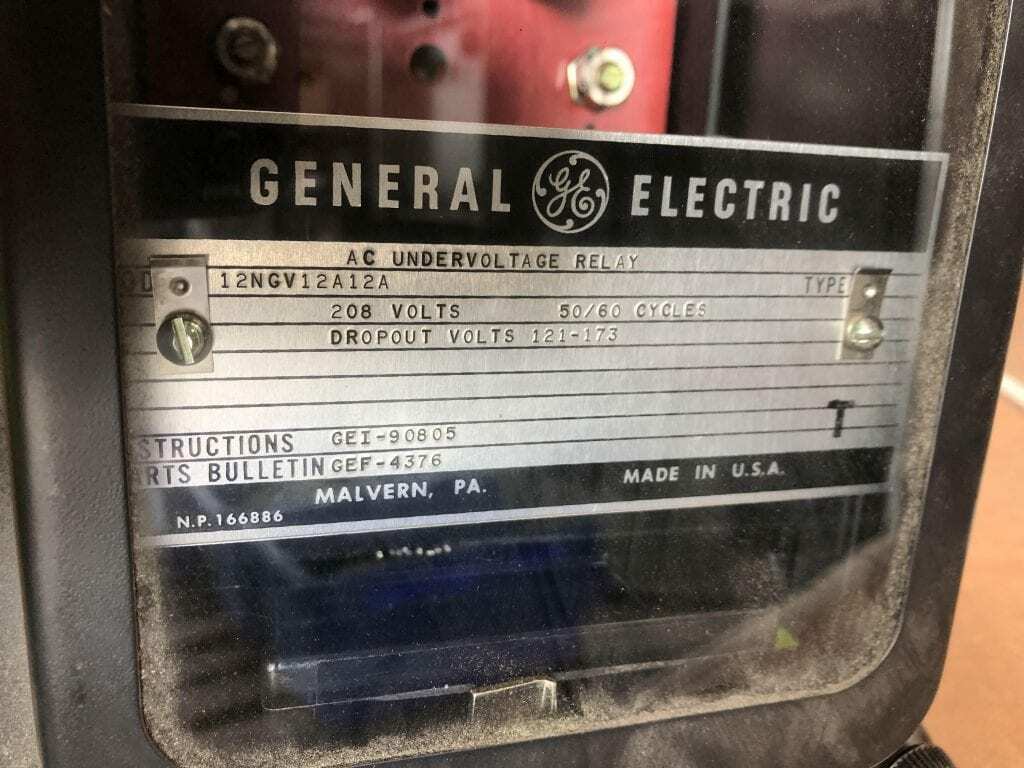 GENERAL GE ELECTRIC
AC UNDERVOLTAGE RELAY
12NGV12A12A TYPE
208 VOLTS 50/60 CYCLES
DROPOUT VOLTS 121-173
T
STRUCTIONS GEI-90805
RTS BULLETIN GEF-4376
MALVERN, PA. MADE IN U.S.A.
N.P. 166886